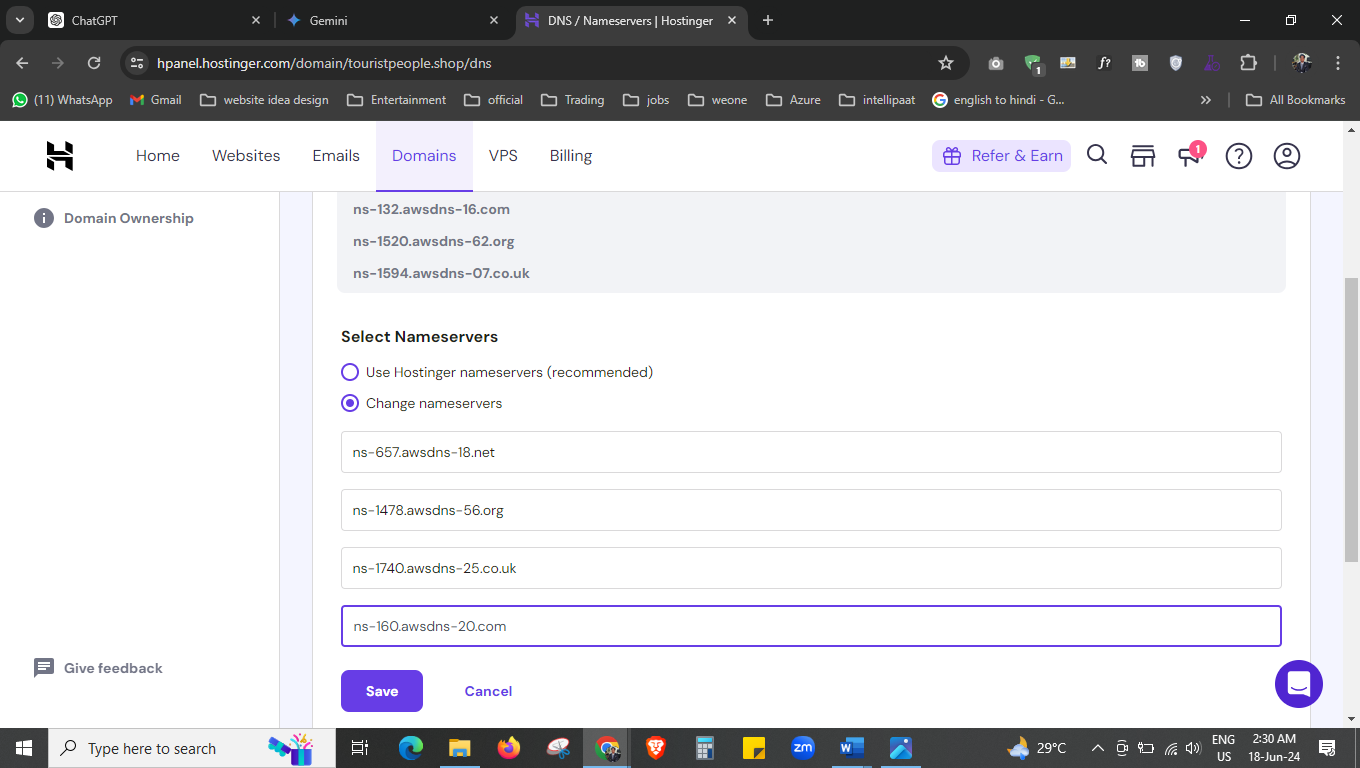 ChatGPT
Gemini
DNS / Nameservers | Hostinger
hpanel.hostinger.com/domain/touristpeople.shop/dns
1
f?
tb
(11) WhatsApp
Gmail
website idea design
Entertainment
official
Trading
jobs
weone
Azure
intellipaat
english to hindi - G...
All Bookmarks
Home
Websites
Emails
Domains
VPS
Billing
Refer & Earn
1
Domain Ownership
ns-132.awsdns-16.com
ns-1520.awsdns-62.org
ns-1594.awsdns-07.co.uk
Select Nameservers
Use Hostinger nameservers (recommended)
Change nameservers
ns-657.awsdns-18.net
ns-1478.awsdns-56.org
ns-1740.awsdns-25.co.uk
ns-160.awsdns-20.com
Give feedback
Save
Cancel
Type here to search
zm
29°C
ENG
US
2:30 AM
18-Jun-24